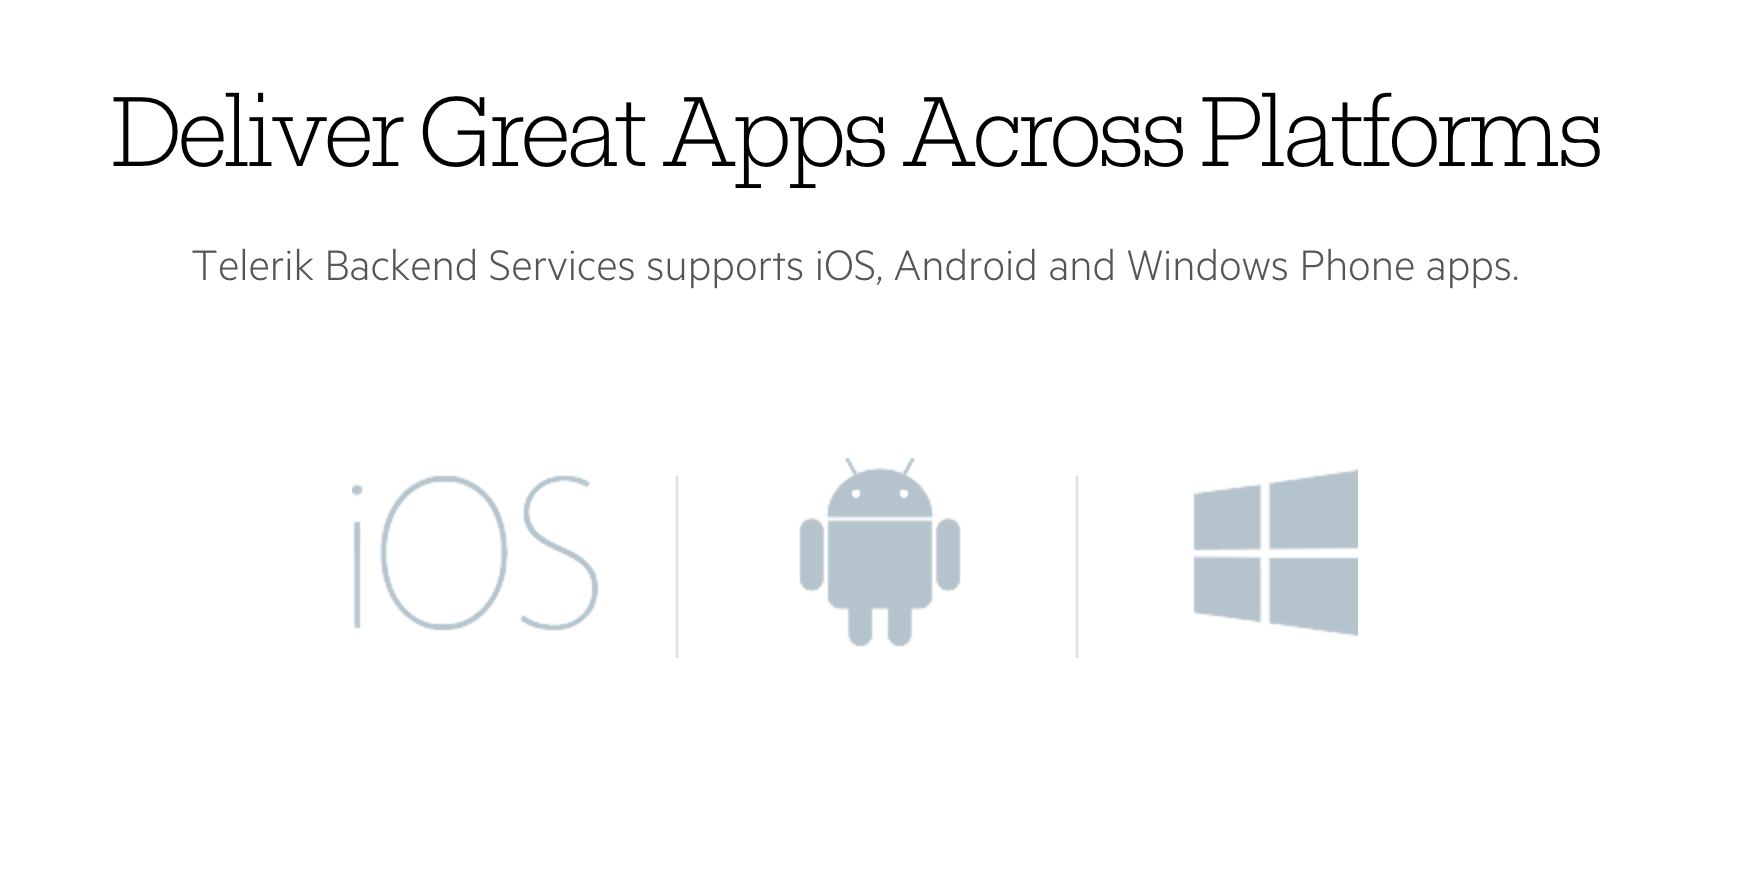 Deliver Great Apps Across Platforms
Telerik Backend Services supports iOS, Android and Windows Phone apps.
iOS